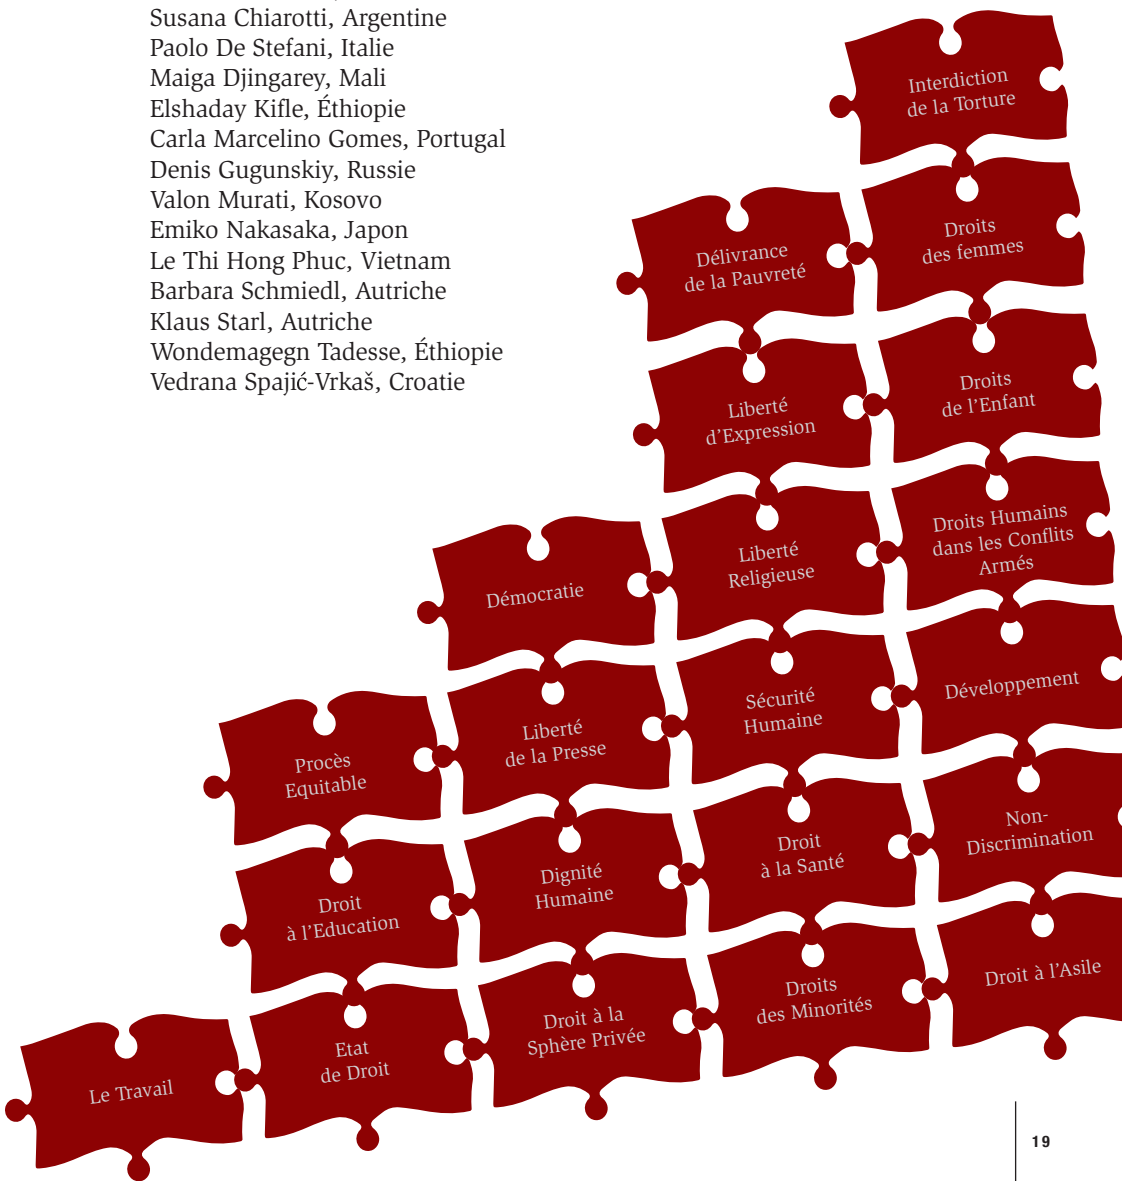 Susana Chiarotti, Argentine
Paolo De Stefani, Italie
Maiga Djingarey, Mali
Elshaday Kifle, Éthiopie
Carla Marcelino Gomes, Portugal
Denis Gugunskiy, Russie
Valon Murati, Kosovo
Emiko Nakasaka, Japon
Le Thi Hong Phuc, Vietnam
Barbara Schmiedl, Autriche
Klaus Starl, Autriche
Wondemagegn Tadesse, Éthiopie
Vedrana Spajić-Vrkaš, Croatie
Interdiction
de la Torture
Délivrance
de la Pauvreté
Droits
des femmes
Liberté
d’Expression
Droits
de l’Enfant
Démocratie
Liberté
Religieuse
Droits Humains
dans les Conflits
Armés
Procès
Equitable
Liberté
de la Presse
Sécurité
Humaine
Développement
Droit
à l’Education
Dignité
Humaine
Droit
à la Santé
Non-
Discrimination
Le Travail
Etat
de Droit
Droit à la
Sphère Privée
Droits
des Minorités
Droit à l’Asile
19